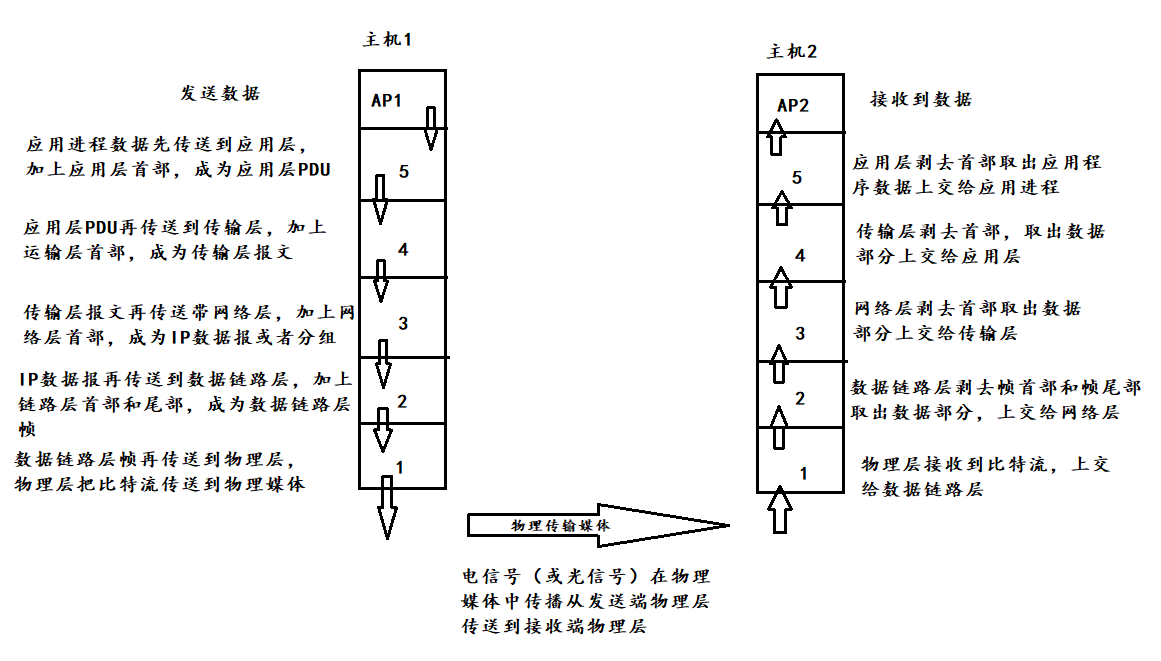 主机1
发送数据
AP1
应用进程数据先传送到应用层，
加上应用层首部，成为应用层PDU
5
应用层PDU再传送到传输层，加上
运输层首部，成为传输层报文
4
传输层报文再传送带网络层，加上网
络层首部，成为IP数据报或者分组
3
IP数据报再传送到数据链路层，加上
链路层首部和尾部，成为数据链路层
帧
2
数据链路层帧再传送到物理层，
物理层把比特流传送到物理媒体
1
物理传输媒体
电信号（或光信号）在物理
媒体中传播从发送端物理层
传送到接收端物理层
主机2
AP2
接收到数据
5
应用层剥去首部取出应用程
序数据上交给应用进程
4
传输层剥去首部，取出数据
部分上交给应用层
3
网络层剥去首部取出数据
部分上交给传输层
2
数据链路层剥去帧首部和帧尾部
取出数据部分，上交给网络层
1
物理层接收到比特流，上交
给数据链路层